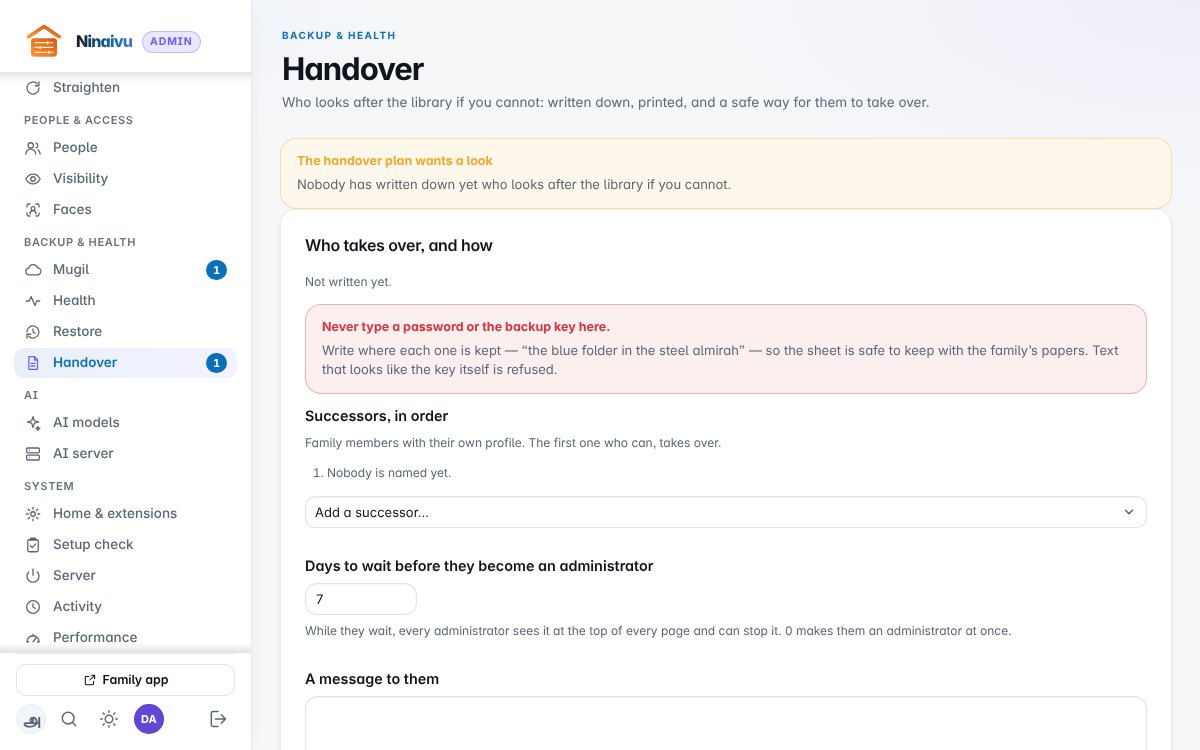 Ninaivu ADMIN
Straighten
PEOPLE & ACCESS
People
Visibility
Faces
BACKUP & HEALTH
Mugil 1
Health
Restore
Handover 1
AI
AI models
AI server
SYSTEM
Home & extensions
Setup check
Server
Activity
Performance
Family app
அ
DA
BACKUP & HEALTH
Handover
Who looks after the library if you cannot: written down, printed, and a safe way for them to take over.
The handover plan wants a look
Nobody has written down yet who looks after the library if you cannot.
Who takes over, and how
Not written yet.
Never type a password or the backup key here.
Write where each one is kept — “the blue folder in the steel almirah” — so the sheet is safe to keep with the family’s papers. Text
that looks like the key itself is refused.
Successors, in order
Family members with their own profile. The first one who can, takes over.
1. Nobody is named yet.
Add a successor...
Days to wait before they become an administrator
7
While they wait, every administrator sees it at the top of every page and can stop it. 0 makes them an administrator at once.
A message to them